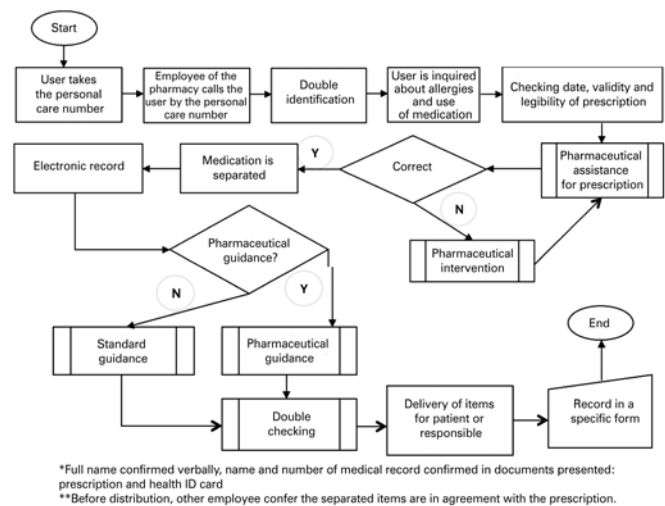 Start
User takes
the personal
care number
Employee of the
pharmacy calls the
user by the personal
care number
Double
identification
User is inquired
about allergies
and use
of medication
Checking date, validity and
legibility of prescription
Electronic record
Medication is
separated
Y
Correct
Pharmaceutical
assistance
for prescription
N
Pharmaceutical
intervention
Pharmaceutical
guidance?
N
Y
Standard
guidance
Pharmaceutical
guidance
End
Double
checking
Delivery of items
for patient or
responsible
Record in a
specific form
*Full name confirmed verbally, name and number of medical record confirmed in documents presented:
prescription and health ID card
**Before distribution, other employee confer the separated items are in agreement with the prescription.